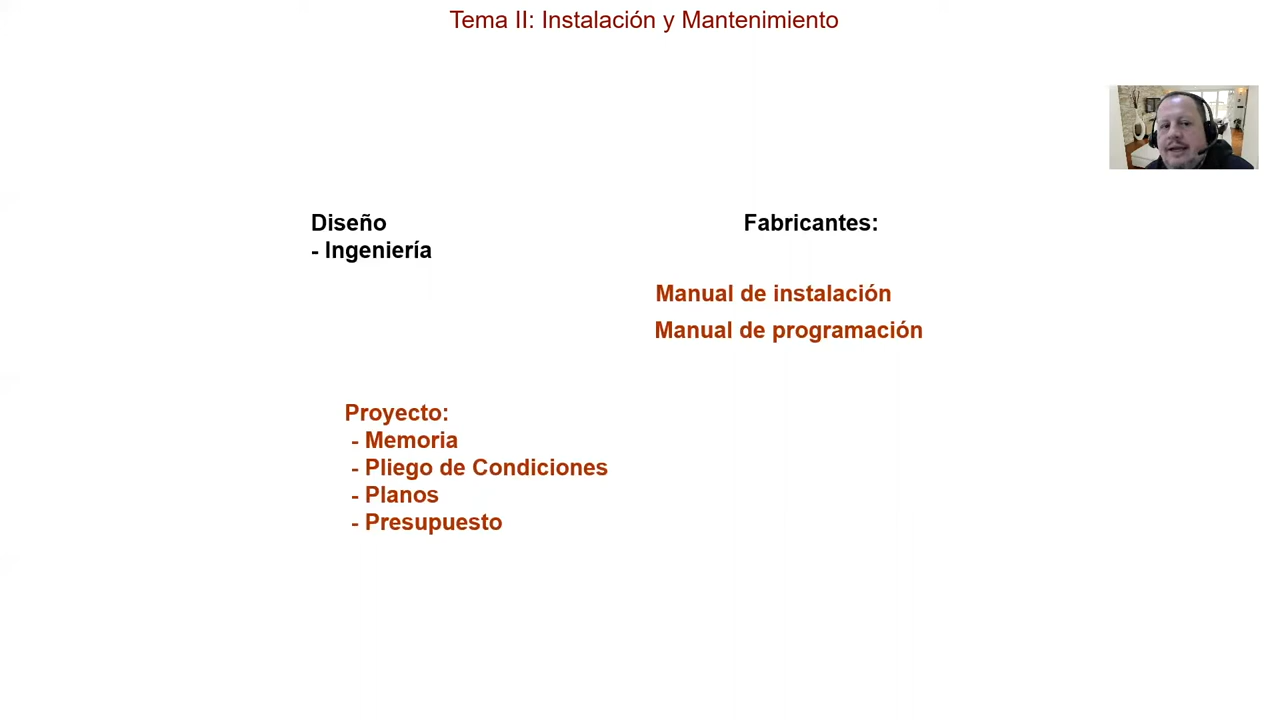 Tema II: Instalación y Mantenimiento
Diseño
- Ingeniería
Fabricantes:
Manual de instalación
Manual de programación
Proyecto:
- Memoria
- Pliego de Condiciones
- Planos
- Presupuesto